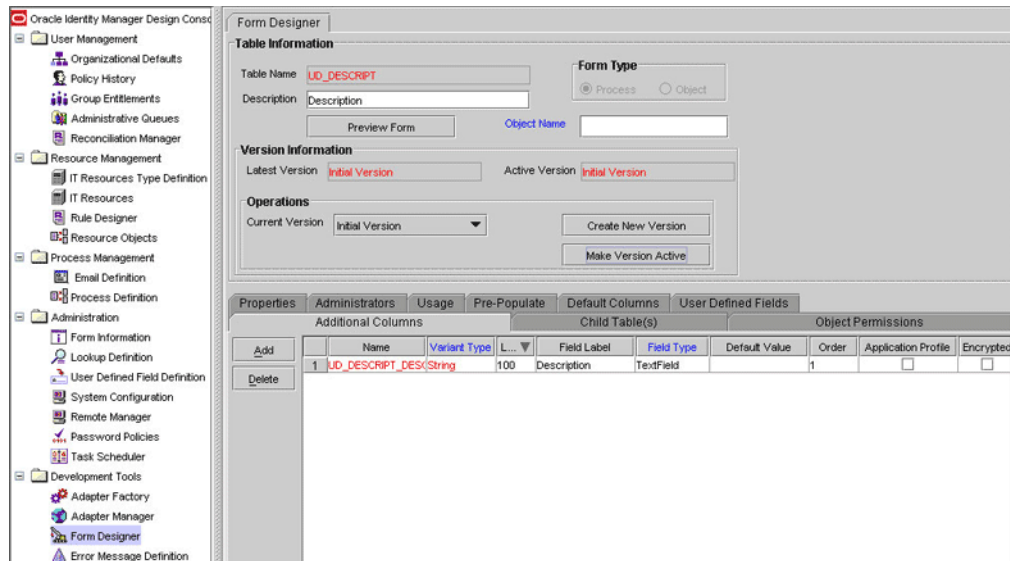 Oracle Identity Manager Design Conso
User Management
Organizational Defaults
Policy History
Group Entitlements
Administrative Queues
Reconciliation Manager
Resource Management
IT Resources Type Definition
IT Resources
Rule Designer
Resource Objects
Process Management
Email Definition
Process Definition
Administration
Form Information
Lookup Definition
User Defined Field Definition
System Configuration
Remote Manager
Password Policies
Task Scheduler
Development Tools
Adapter Factory
Adapter Manager
Form Designer
Error Message Definition
Form Designer
Table Information
Table Name UD_DESCRIPT
Form Type
Process Object
Description Description
Preview Form Object Name
Version Information
Latest Version Initial Version Active Version Initial Version
Operations
Current Version Initial Version Create New Version
Make Version Active
Properties Administrators Usage Pre-Populate Default Columns User Defined Fields
Additional Columns Child Table(s) Object Permissions
Add
Delete
Name Variant Type L... Field Label Field Type Default Value Order Application Profile Encrypted
1 UD_DESCRIPT_DESC String 100 Description TextField 1